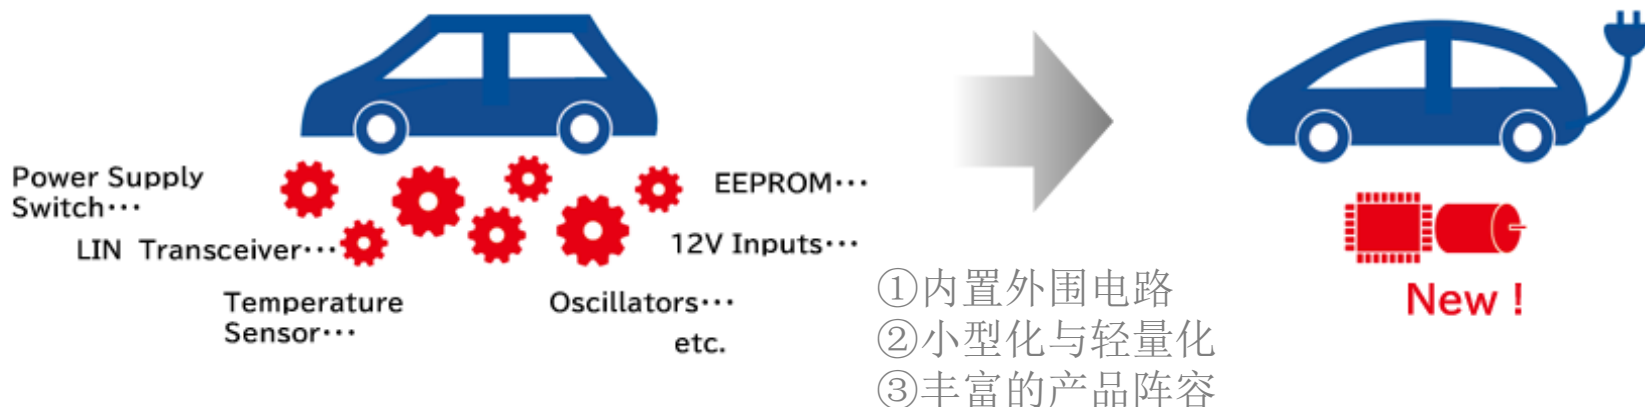 Power Supply
Switch···
LIN Transceiver···
Temperature
Sensor···
EEPROM···
12V Inputs···
Oscillators···
etc.
①内置外围电路
②小型化与轻量化
③丰富的产品阵容
New !